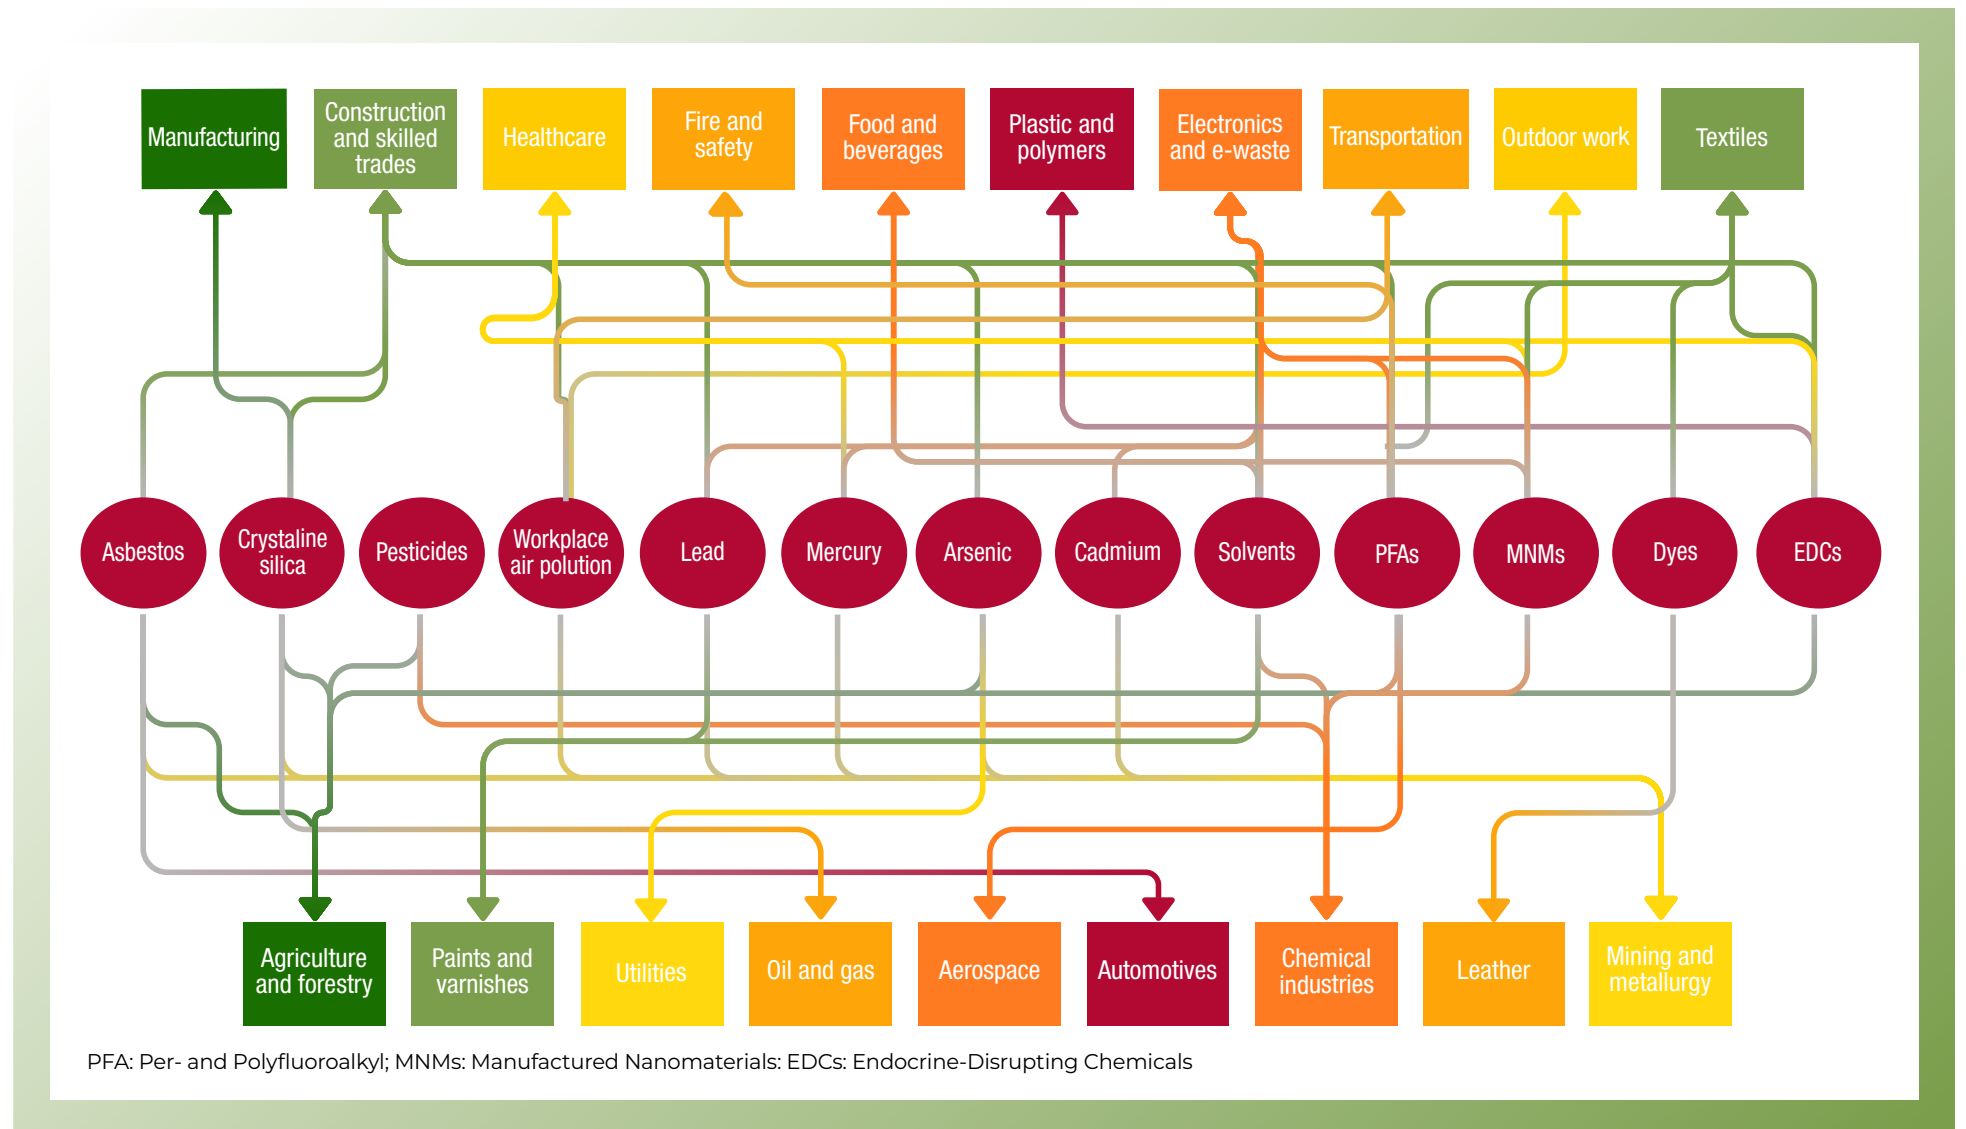 Manufacturing
Construction
and skilled
trades
Healthcare
Fire and
safety
Food and
beverages
Plastic and
polymers
Electronics
and e-waste
Transportation
Outdoor work
Textiles
Asbestos
Crystaline
silica
Pesticides
Workplace
air polution
Lead
Mercury
Arsenic
Cadmium
Solvents
PFAs
MNMs
Dyes
EDCs
Agriculture
and forestry
Paints and
varnishes
Utilities
Oil and gas
Aerospace
Automotives
Chemical
industries
Leather
Mining and
metallurgy
PFA: Per- and Polyfluoroalkyl; MNMs: Manufactured Nanomaterials: EDCs: Endocrine-Disrupting Chemicals